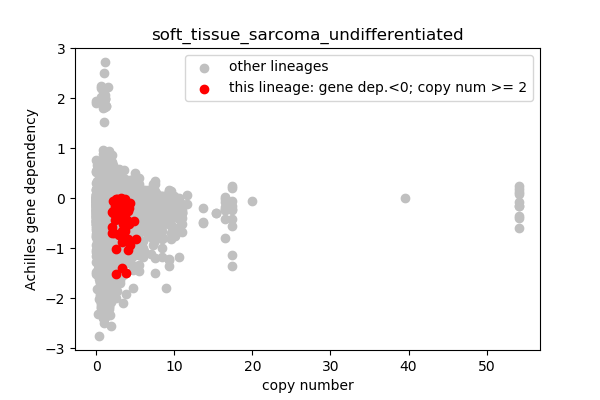 soft_tissue_sarcoma_undifferentiated
other lineages
this lineage: gene dep.<0; copy num >= 2
Achilles gene dependency
3
2
1
0
−1
−2
−3
0 10 20 30 40 50
copy number